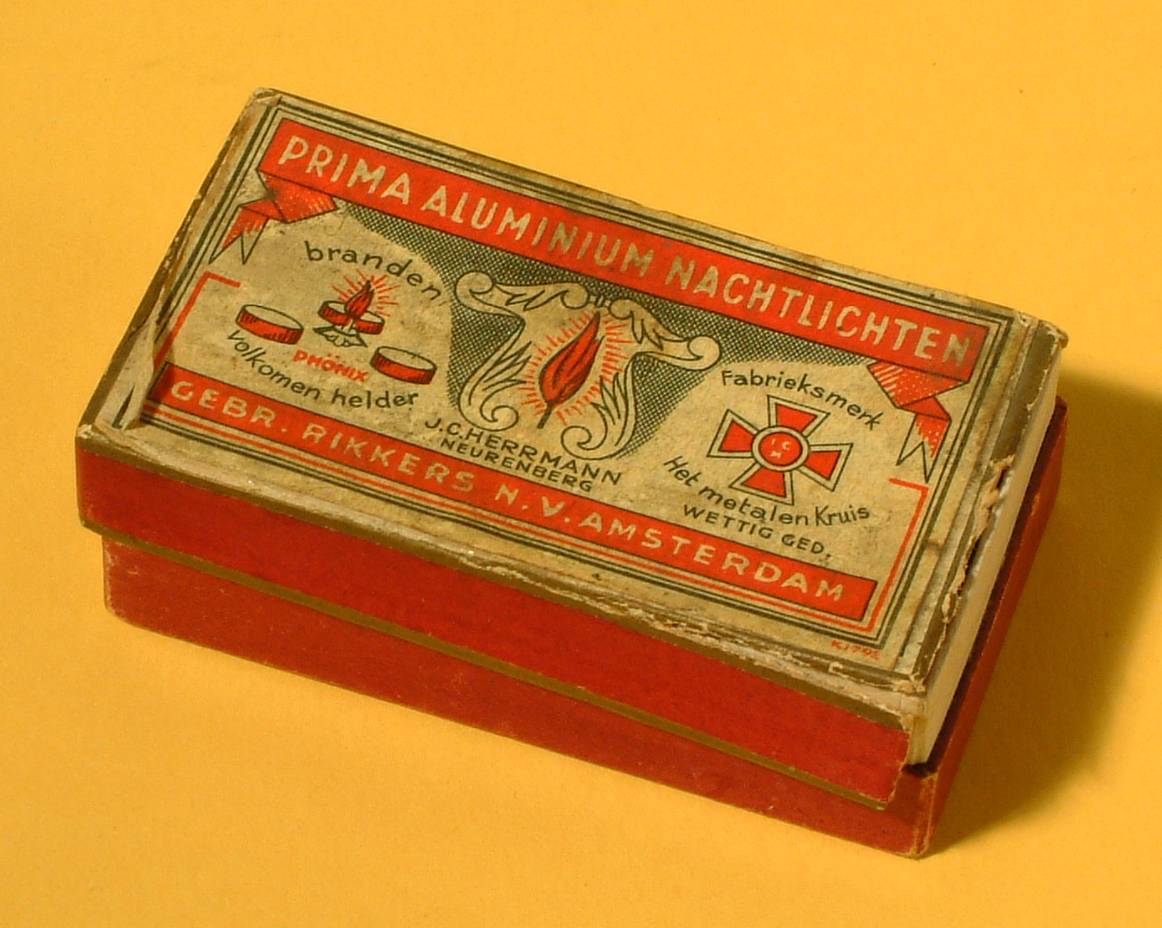 PRIMA ALUMINIUM NACHTLICHTEN
branden
PHÖNIX
volkomen helder
J.C.HERRMANN
NEURENBERG
Fabrieksmerk
I.C.
H
Het metalen Kruis
WETTIG GED.
GEBR. RIKKERS N.V. AMSTERDAM